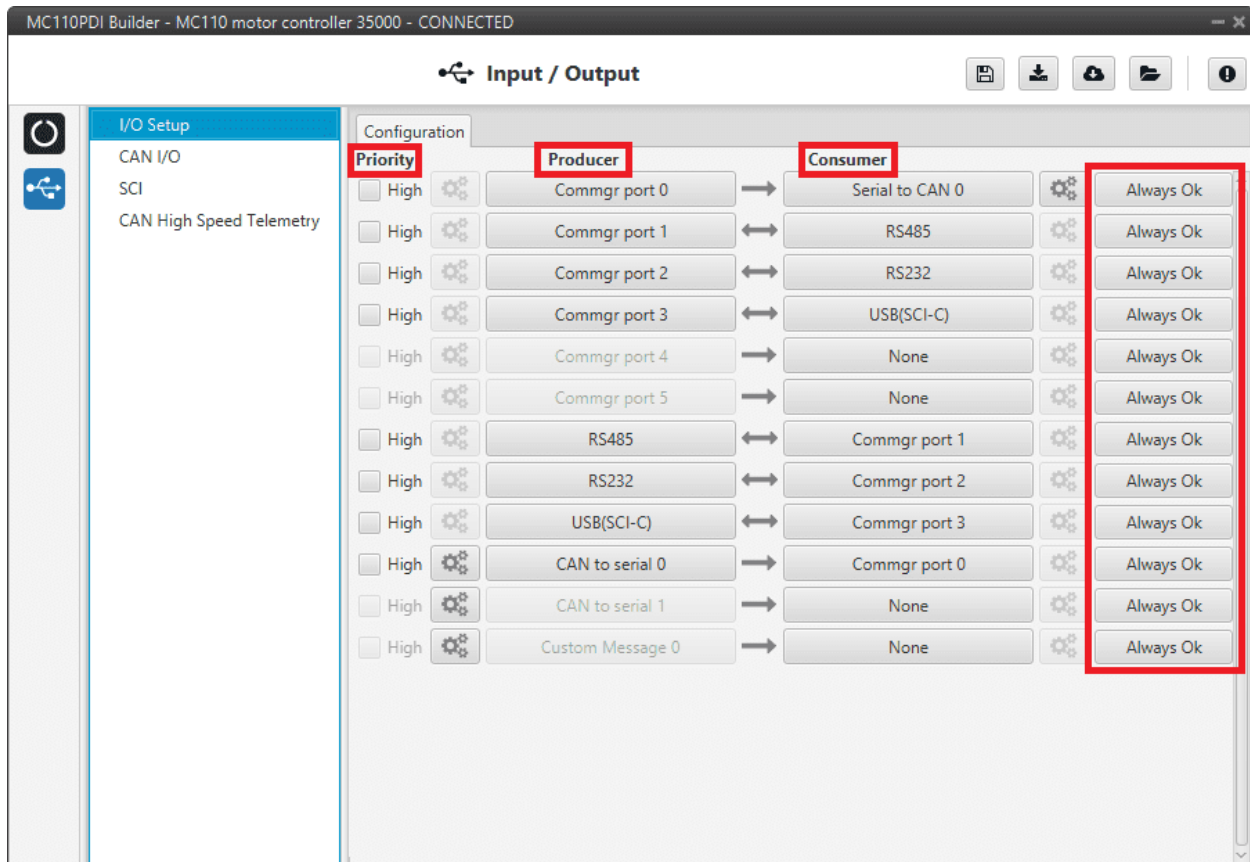 MC110PDI Builder - MC110 motor controller 35000 - CONNECTED
Input / Output
I/O Setup
CAN I/O
SCI
CAN High Speed Telemetry
Configuration
Priority Producer Consumer
High Commgr port 0 Serial to CAN 0 Always Ok
High Commgr port 1 RS485 Always Ok
High Commgr port 2 RS232 Always Ok
High Commgr port 3 USB(SCI-C) Always Ok
High Commgr port 4 None Always Ok
High Commgr port 5 None Always Ok
High RS485 Commgr port 1 Always Ok
High RS232 Commgr port 2 Always Ok
High USB(SCI-C) Commgr port 3 Always Ok
High CAN to serial 0 Commgr port 0 Always Ok
High CAN to serial 1 None Always Ok
High Custom Message 0 None Always Ok